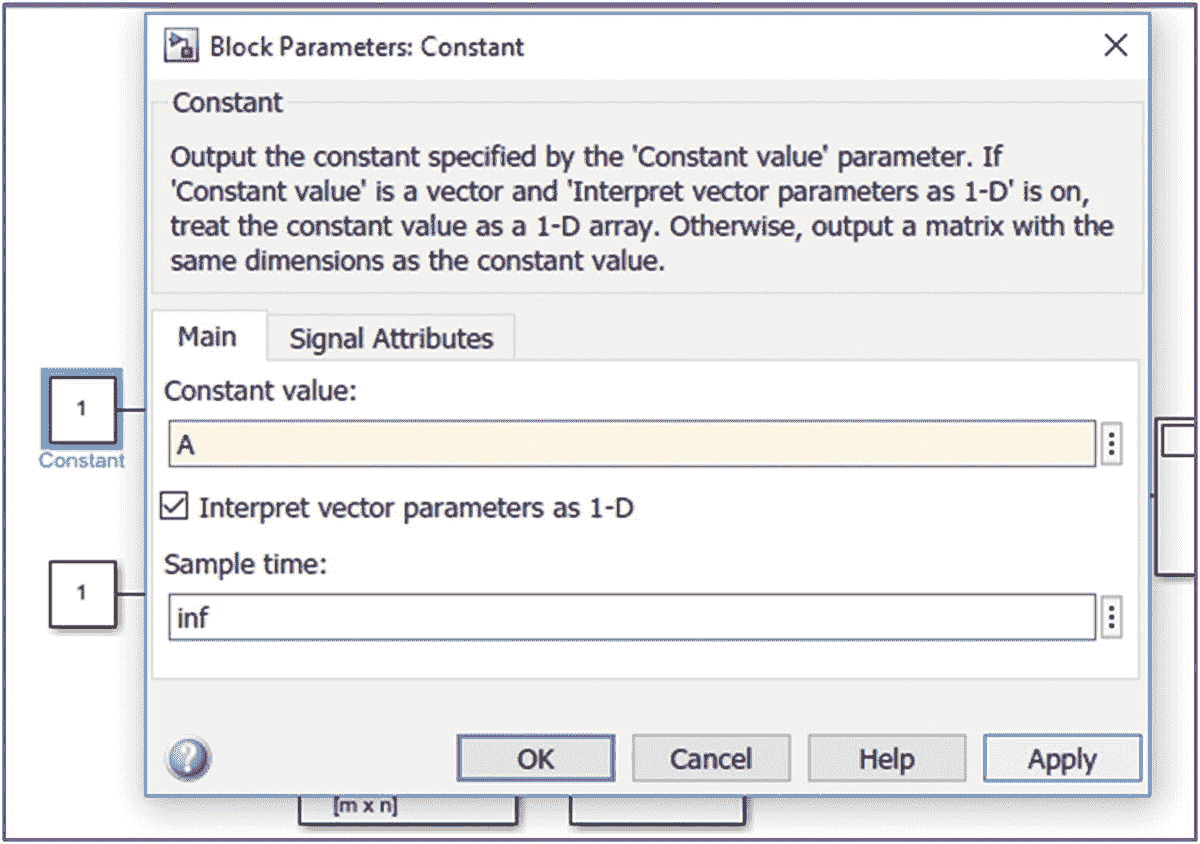 Block Parameters: Constant
Constant
Output the constant specified by the 'Constant value' parameter. If
'Constant value' is a vector and 'Interpret vector parameters as 1-D' is on,
treat the constant value as a 1-D array. Otherwise, output a matrix with the
same dimensions as the constant value.
Main
Signal Attributes
Constant value:
A
Interpret vector parameters as 1-D
Sample time:
inf
OK
Cancel
Help
Apply
1
Constant
1
[m x n]